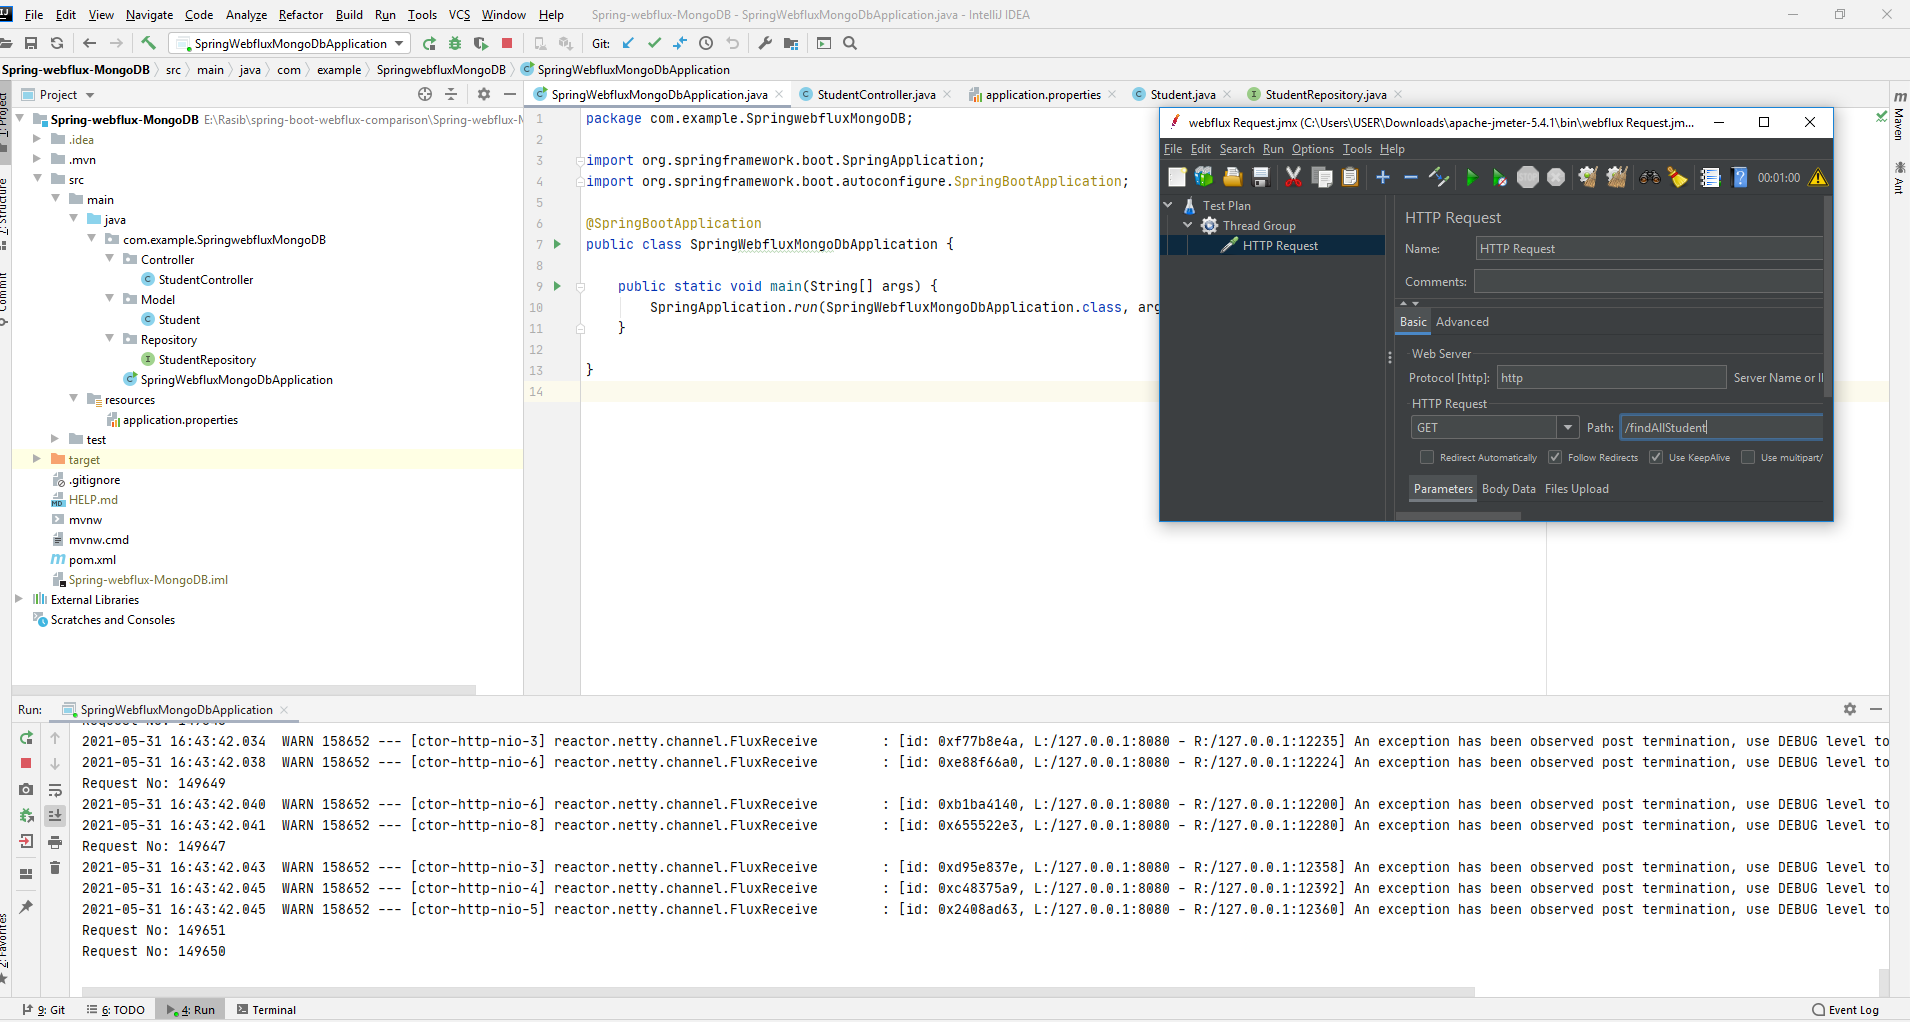 File Edit View Navigate Code Analyze Refactor Build Run Tools VCS Window Help Spring-webflux-MongoDB - SpringWebfluxMongoDbApplication.java - IntelliJ IDEA
SpringWebfluxMongoDbApplication Git:
Spring-webflux-MongoDB src main java com example SpringwebfluxMongoDB SpringWebfluxMongoDbApplication
Project
Spring-webflux-MongoDB E:\Rasib\spring-boot-webflux-comparison\Spring-webflux-M
.idea
.mvn
src
main
java
com.example.SpringwebfluxMongoDB
Controller
StudentController
Model
Student
Repository
StudentRepository
SpringWebfluxMongoDbApplication
resources
application.properties
test
target
.gitignore
HELP.md
mvnw
mvnw.cmd
pom.xml
Spring-webflux-MongoDB.iml
External Libraries
Scratches and Consoles
1: Project
7: Structure
Commit
2: Favorites
SpringWebfluxMongoDbApplication.java StudentController.java application.properties Student.java StudentRepository.java
1 package com.example.SpringwebfluxMongoDB;
2
3 import org.springframework.boot.SpringApplication;
4 import org.springframework.boot.autoconfigure.SpringBootApplication;
5
6 @SpringBootApplication
7 public class SpringWebfluxMongoDbApplication {
8
9 public static void main(String[] args) {
10 SpringApplication.run(SpringWebfluxMongoDbApplication.class, arg
11 }
12
13 }
14
Maven
Ant
webflux Request.jmx (C:\Users\USER\Downloads\apache-jmeter-5.4.1\bin\webflux Request.jm...
File Edit Search Run Options Tools Help
00:01:00
Test Plan
Thread Group
HTTP Request
HTTP Request
Name: HTTP Request
Comments:
Basic Advanced
Web Server
Protocol [http]: http Server Name or I
HTTP Request
GET Path: /findAllStudent
Redirect Automatically Follow Redirects Use KeepAlive Use multipart/
Parameters Body Data Files Upload
Run: SpringWebfluxMongoDbApplication
2021-05-31 16:43:42.034 WARN 158652 --- [ctor-http-nio-3] reactor.netty.channel.FluxReceive : [id: 0xf77b8e4a, L:/127.0.0.1:8080 - R:/127.0.0.1:12235] An exception has been observed post termination, use DEBUG level to
2021-05-31 16:43:42.038 WARN 158652 --- [ctor-http-nio-6] reactor.netty.channel.FluxReceive : [id: 0xe88f66a0, L:/127.0.0.1:8080 - R:/127.0.0.1:12224] An exception has been observed post termination, use DEBUG level to
Request No: 149649
2021-05-31 16:43:42.040 WARN 158652 --- [ctor-http-nio-6] reactor.netty.channel.FluxReceive : [id: 0xb1ba4140, L:/127.0.0.1:8080 - R:/127.0.0.1:12200] An exception has been observed post termination, use DEBUG level to
2021-05-31 16:43:42.041 WARN 158652 --- [ctor-http-nio-8] reactor.netty.channel.FluxReceive : [id: 0x655522e3, L:/127.0.0.1:8080 - R:/127.0.0.1:12280] An exception has been observed post termination, use DEBUG level to
Request No: 149647
2021-05-31 16:43:42.043 WARN 158652 --- [ctor-http-nio-3] reactor.netty.channel.FluxReceive : [id: 0xd95e837e, L:/127.0.0.1:8080 - R:/127.0.0.1:12358] An exception has been observed post termination, use DEBUG level to
2021-05-31 16:43:42.045 WARN 158652 --- [ctor-http-nio-4] reactor.netty.channel.FluxReceive : [id: 0xc48375a9, L:/127.0.0.1:8080 - R:/127.0.0.1:12392] An exception has been observed post termination, use DEBUG level to
2021-05-31 16:43:42.045 WARN 158652 --- [ctor-http-nio-5] reactor.netty.channel.FluxReceive : [id: 0x2408ad63, L:/127.0.0.1:8080 - R:/127.0.0.1:12360] An exception has been observed post termination, use DEBUG level to
Request No: 149651
Request No: 149650
9: Git 6: TODO 4: Run Terminal Event Log